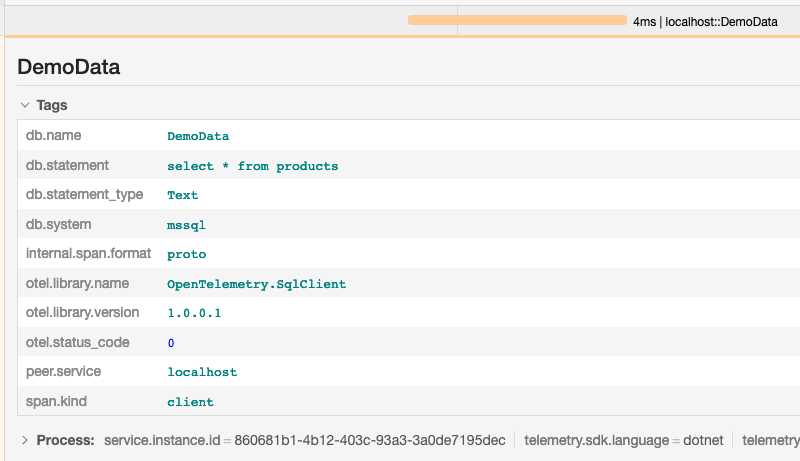 4ms | localhost::DemoData
DemoData
Tags
db.name DemoData
db.statement select * from products
db.statement_type Text
db.system mssql
internal.span.format proto
otel.library.name OpenTelemetry.SqlClient
otel.library.version 1.0.0.1
otel.status_code 0
peer.service localhost
span.kind client
Process: service.instance.id = 860681b1-4b12-403c-93a3-3a0de7195dec telemetry.sdk.language = dotnet telemetry